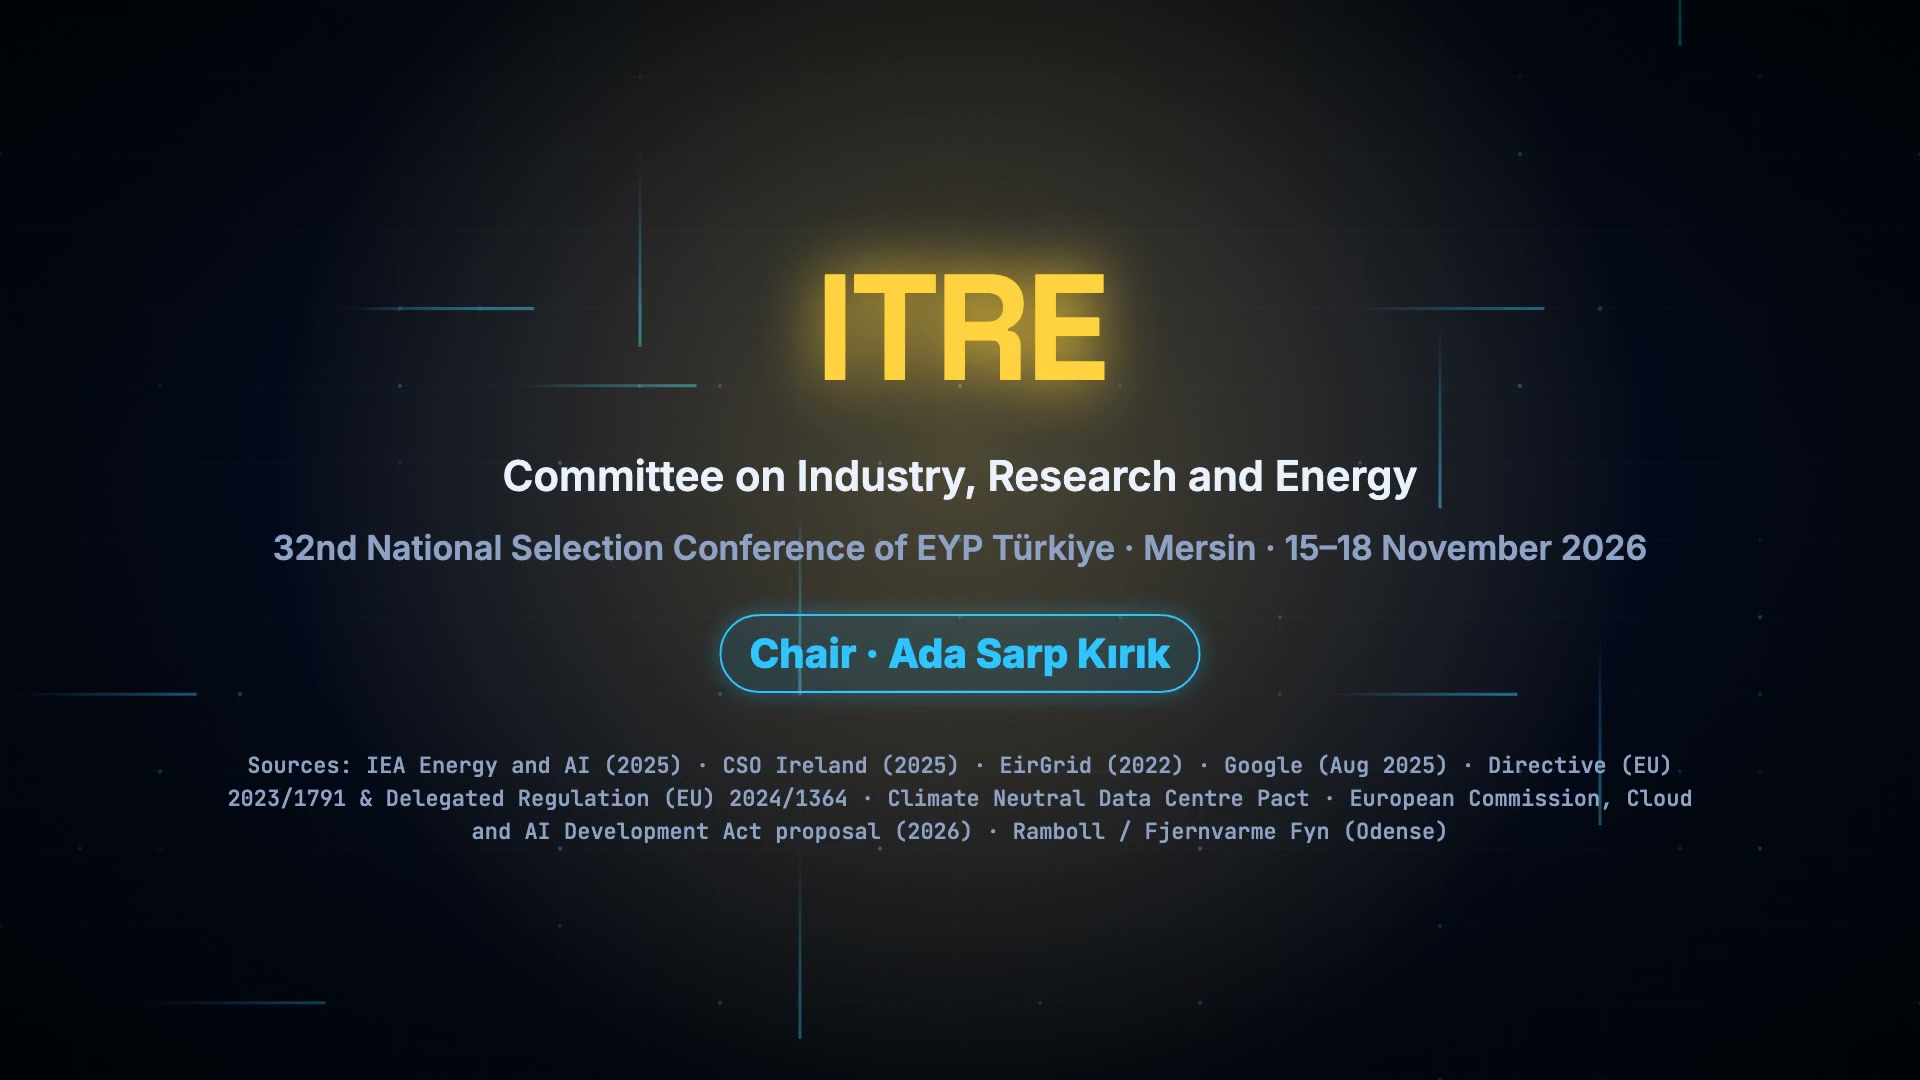 ITRE
Committee on Industry, Research and Energy
32nd National Selection Conference of EYP Türkiye · Mersin · 15–18 November 2026
Chair · Ada Sarp Kırık
Sources: IEA Energy and AI (2025) · CSO Ireland (2025) · EirGrid (2022) · Google (Aug 2025) · Directive (EU)
2023/1791 & Delegated Regulation (EU) 2024/1364 · Climate Neutral Data Centre Pact · European Commission, Cloud
and AI Development Act proposal (2026) · Ramboll / Fjernvarme Fyn (Odense)